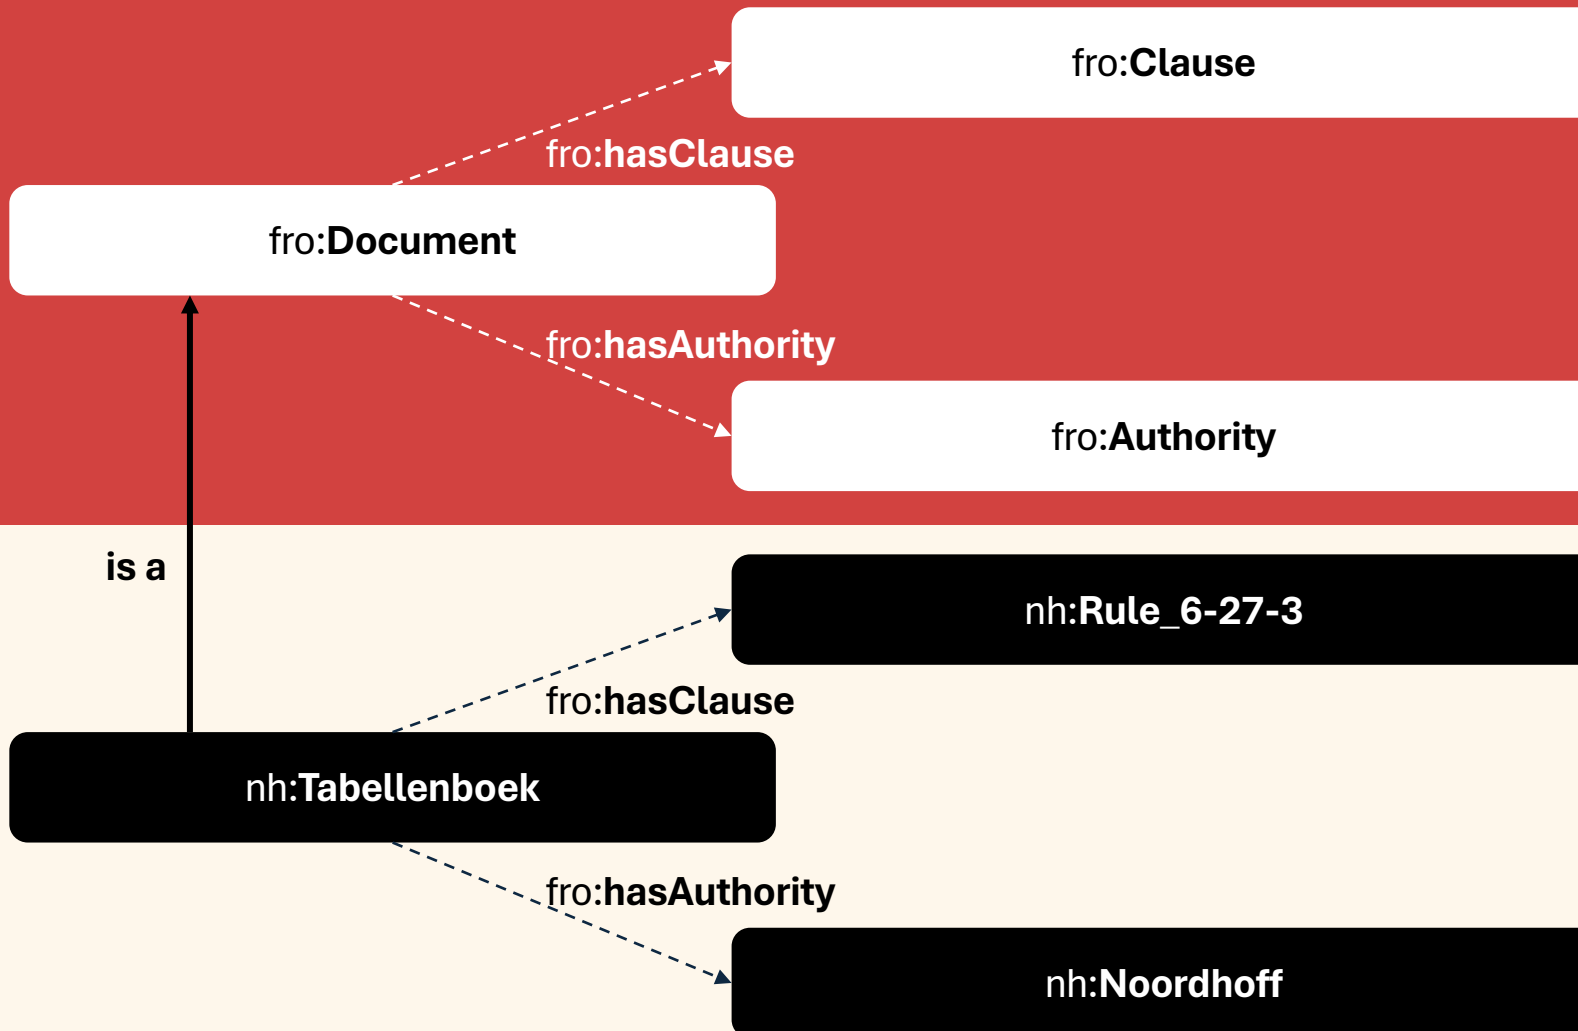 fro:Clause
fro:hasClause
fro:Document
fro:hasAuthority
fro:Authority
is a
nh:Rule_6-27-3
fro:hasClause
nh:Tabellenboek
fro:hasAuthority
nh:Noordhoff